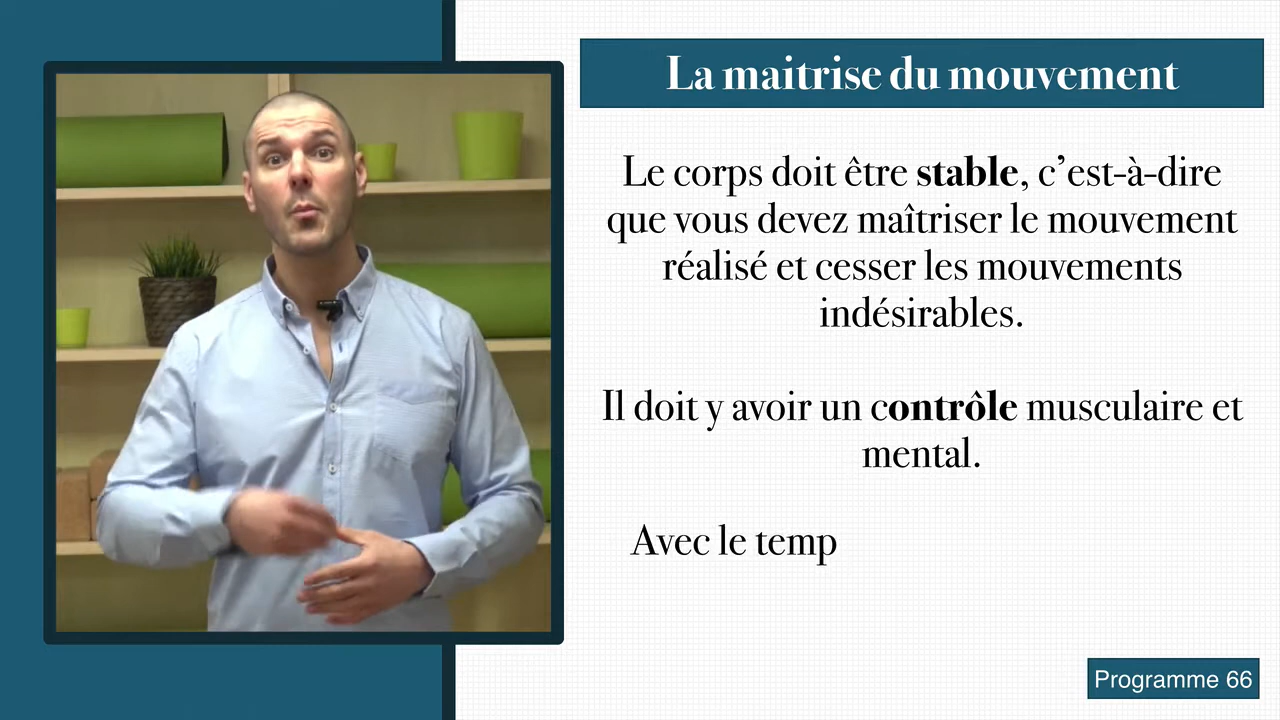 La maitrise du mouvement
Le corps doit être stable, c’est-à-dire
que vous devez maîtriser le mouvement
réalisé et cesser les mouvements
indésirables.
Il doit y avoir un contrôle musculaire et
mental.
Avec le temp
Programme 66